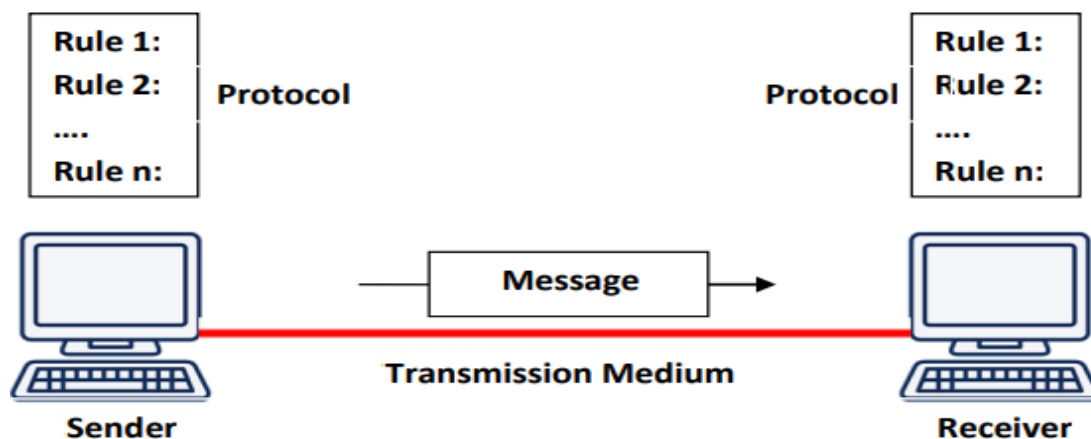 Rule 1:
Rule 2:
....
Rule n:
Protocol
Protocol
Rule 1:
Rule 2:
....
Rule n:
Message
Transmission Medium
Sender
Receiver